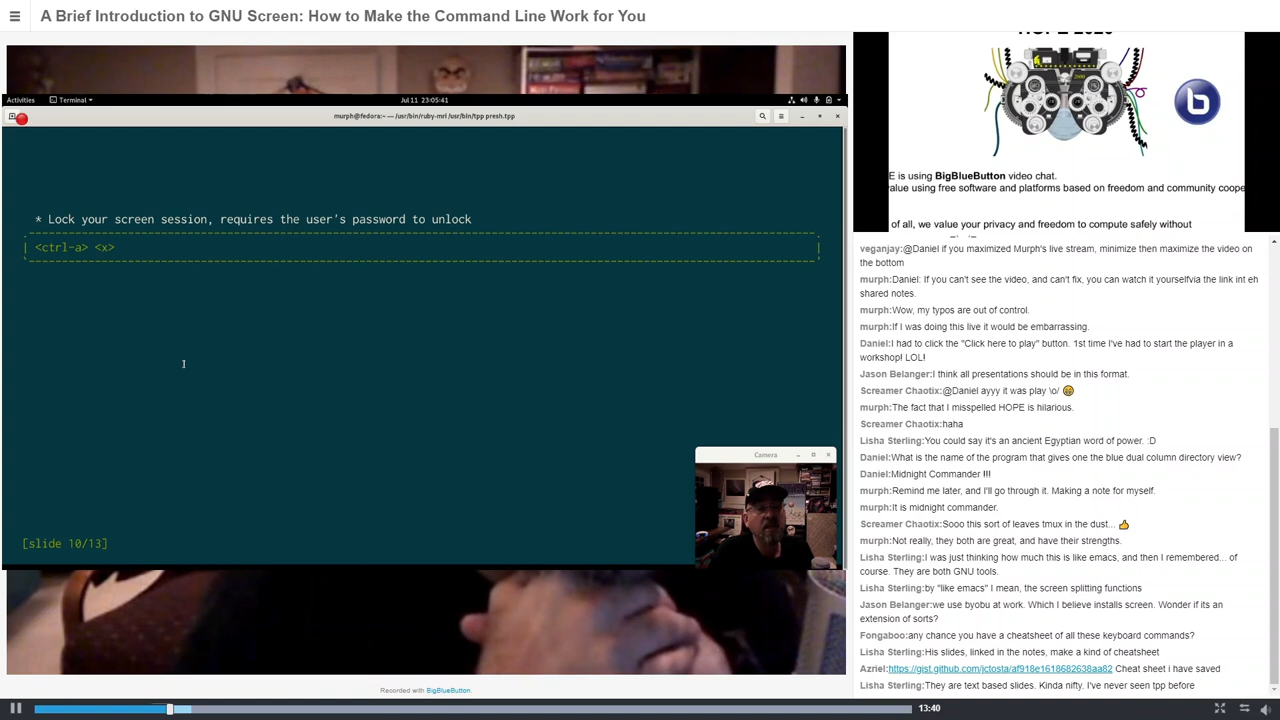 A Brief Introduction to GNU Screen: How to Make the Command Line Work for You
Activities
Terminal
Jul 11 23:05:41
murph@fedora:~ — /usr/bin/ruby-mri /usr/bin/tpp presh.tpp
* Lock your screen session, requires the user's password to unlock
<ctrl-a> <x>
[slide 10/13]
Camera
Recorded with BigBlueButton.
HOPE 2020
b
E is using BigBlueButton video chat.
value using free software and platforms based on freedom and community coope
of all, we value your privacy and freedom to compute safely without
veganjay:@Daniel if you maximized Murph's live stream, minimize then maximize the video on
the bottom
murph:Daniel: If you can't see the video, and can't fix, you can watch it yourselfvia the link int eh
shared notes.
murph:Wow, my typos are out of control.
murph:If I was doing this live it would be embarrassing.
Daniel:I had to click the "Click here to play" button. 1st time I've had to start the player in a
workshop! LOL!
Jason Belanger:I think all presentations should be in this format.
Screamer Chaotix:@Daniel ayyy it was play \o/ 😄
murph:The fact that I misspelled HOPE is hilarious.
Screamer Chaotix:haha
Lisha Sterling:You could say it's an ancient Egyptian word of power. :D
Daniel:What is the name of the program that gives one the blue dual column directory view?
Daniel:Midnight Commander !!!
murph:Remind me later, and I'll go through it. Making a note for myself.
murph:It is midnight commander.
Screamer Chaotix:Sooo this sort of leaves tmux in the dust... 👍
murph:Not really, they both are great, and have their strengths.
Lisha Sterling:I was just thinking how much this is like emacs, and then I remembered... of
course. They are both GNU tools.
Lisha Sterling:by "like emacs" I mean, the screen splitting functions
Jason Belanger:we use byobu at work. Which I believe installs screen. Wonder if its an
extension of sorts?
Fongaboo:any chance you have a cheatsheet of all these keyboard commands?
Lisha Sterling:His slides, linked in the notes, make a kind of cheatsheet
Azriel:https://gist.github.com/jctosta/af918e1618682638aa82 Cheat sheet i have saved
Lisha Sterling:They are text based slides. Kinda nifty. I've never seen tpp before
13:40